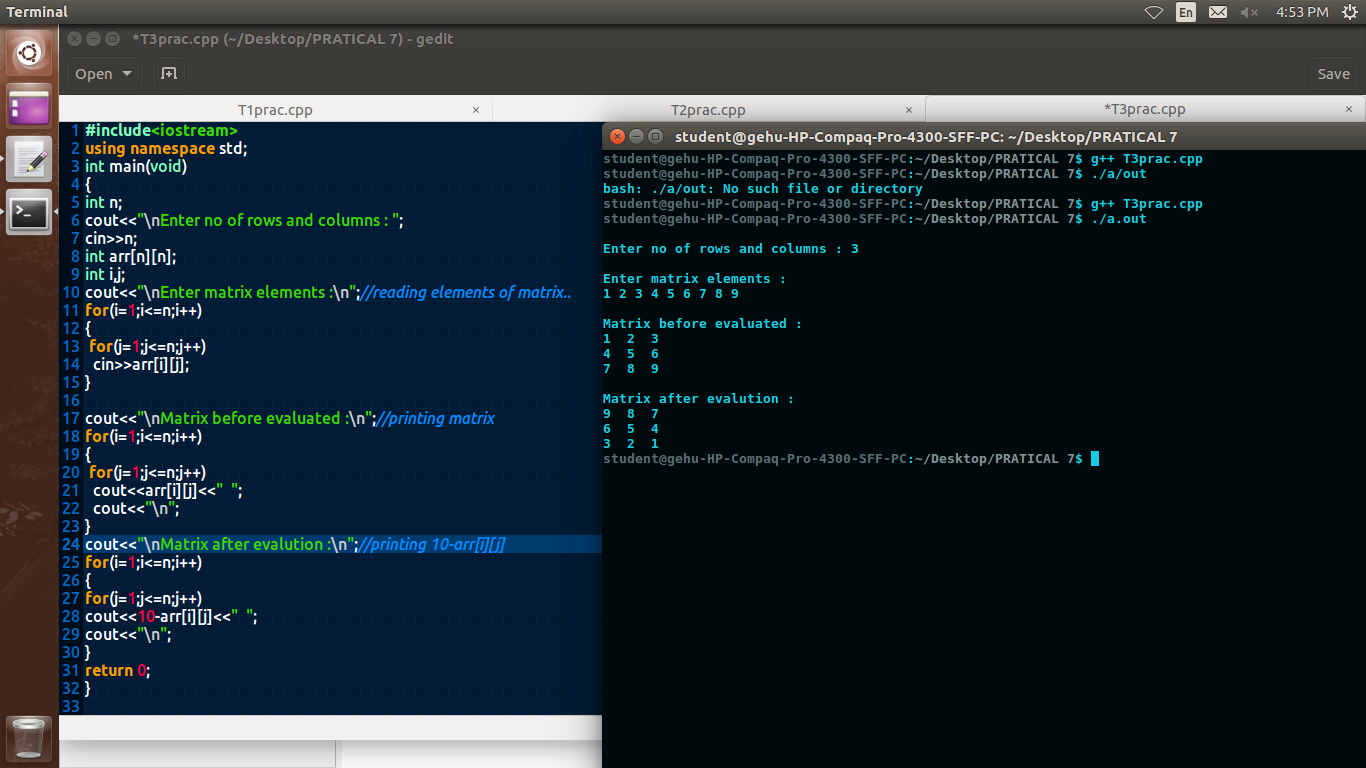 Terminal
En
4:53 PM
*T3prac.cpp (~/Desktop/PRATICAL 7) - gedit
Open
Save
T1prac.cpp ×
T2prac.cpp ×
*T3prac.cpp ×
1 #include<iostream>
2 using namespace std;
3 int main(void)
4 {
5 int n;
6 cout<<"\nEnter no of rows and columns : ";
7 cin>>n;
8 int arr[n][n];
9 int i,j;
10 cout<<"\nEnter matrix elements :\n";//reading elements of matrix..
11 for(i=1;i<=n;i++)
12 {
13  for(j=1;j<=n;j++)
14   cin>>arr[i][j];
15 }
16
17 cout<<"\nMatrix before evaluated :\n";//printing matrix
18 for(i=1;i<=n;i++)
19 {
20  for(j=1;j<=n;j++)
21   cout<<arr[i][j]<<"  ";
22   cout<<"\n";
23 }
24 cout<<"\nMatrix after evalution :\n";//printing 10-arr[i][j]
25 for(i=1;i<=n;i++)
26 {
27 for(j=1;j<=n;j++)
28 cout<<10-arr[i][j]<<"  ";
29 cout<<"\n";
30 }
31 return 0;
32 }
33
student@gehu-HP-Compaq-Pro-4300-SFF-PC: ~/Desktop/PRATICAL 7
student@gehu-HP-Compaq-Pro-4300-SFF-PC:~/Desktop/PRATICAL 7$ g++ T3prac.cpp
student@gehu-HP-Compaq-Pro-4300-SFF-PC:~/Desktop/PRATICAL 7$ ./a/out
bash: ./a/out: No such file or directory
student@gehu-HP-Compaq-Pro-4300-SFF-PC:~/Desktop/PRATICAL 7$ g++ T3prac.cpp
student@gehu-HP-Compaq-Pro-4300-SFF-PC:~/Desktop/PRATICAL 7$ ./a.out
Enter no of rows and columns : 3
Enter matrix elements :
1 2 3 4 5 6 7 8 9
Matrix before evaluated :
1  2  3
4  5  6
7  8  9
Matrix after evalution :
9  8  7
6  5  4
3  2  1
student@gehu-HP-Compaq-Pro-4300-SFF-PC:~/Desktop/PRATICAL 7$